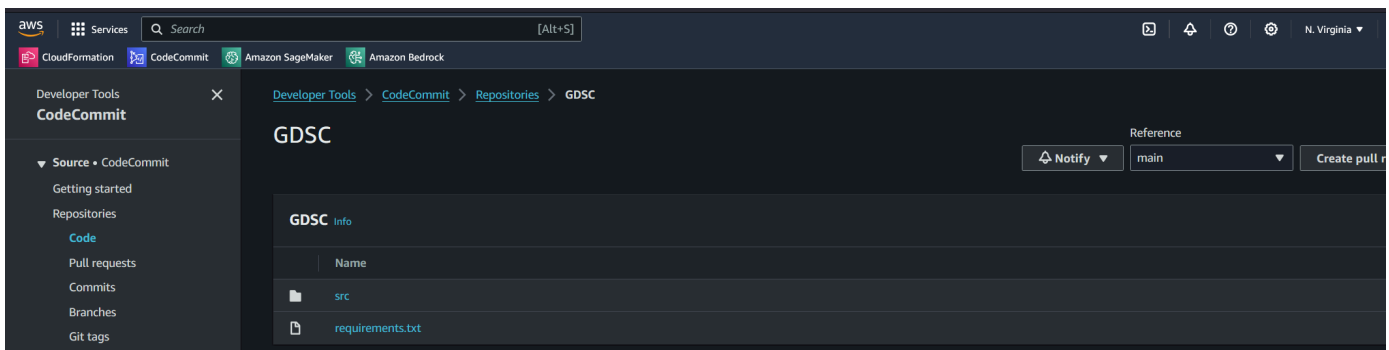 aws Services Search [Alt+S] N. Virginia
CloudFormation CodeCommit Amazon SageMaker Amazon Bedrock
Developer Tools
CodeCommit
Source • CodeCommit
Getting started
Repositories
Code
Pull requests
Commits
Branches
Git tags
Developer Tools > CodeCommit > Repositories > GDSC
GDSC
Reference
Notify main Create pull r
GDSC Info
Name
src
requirements.txt